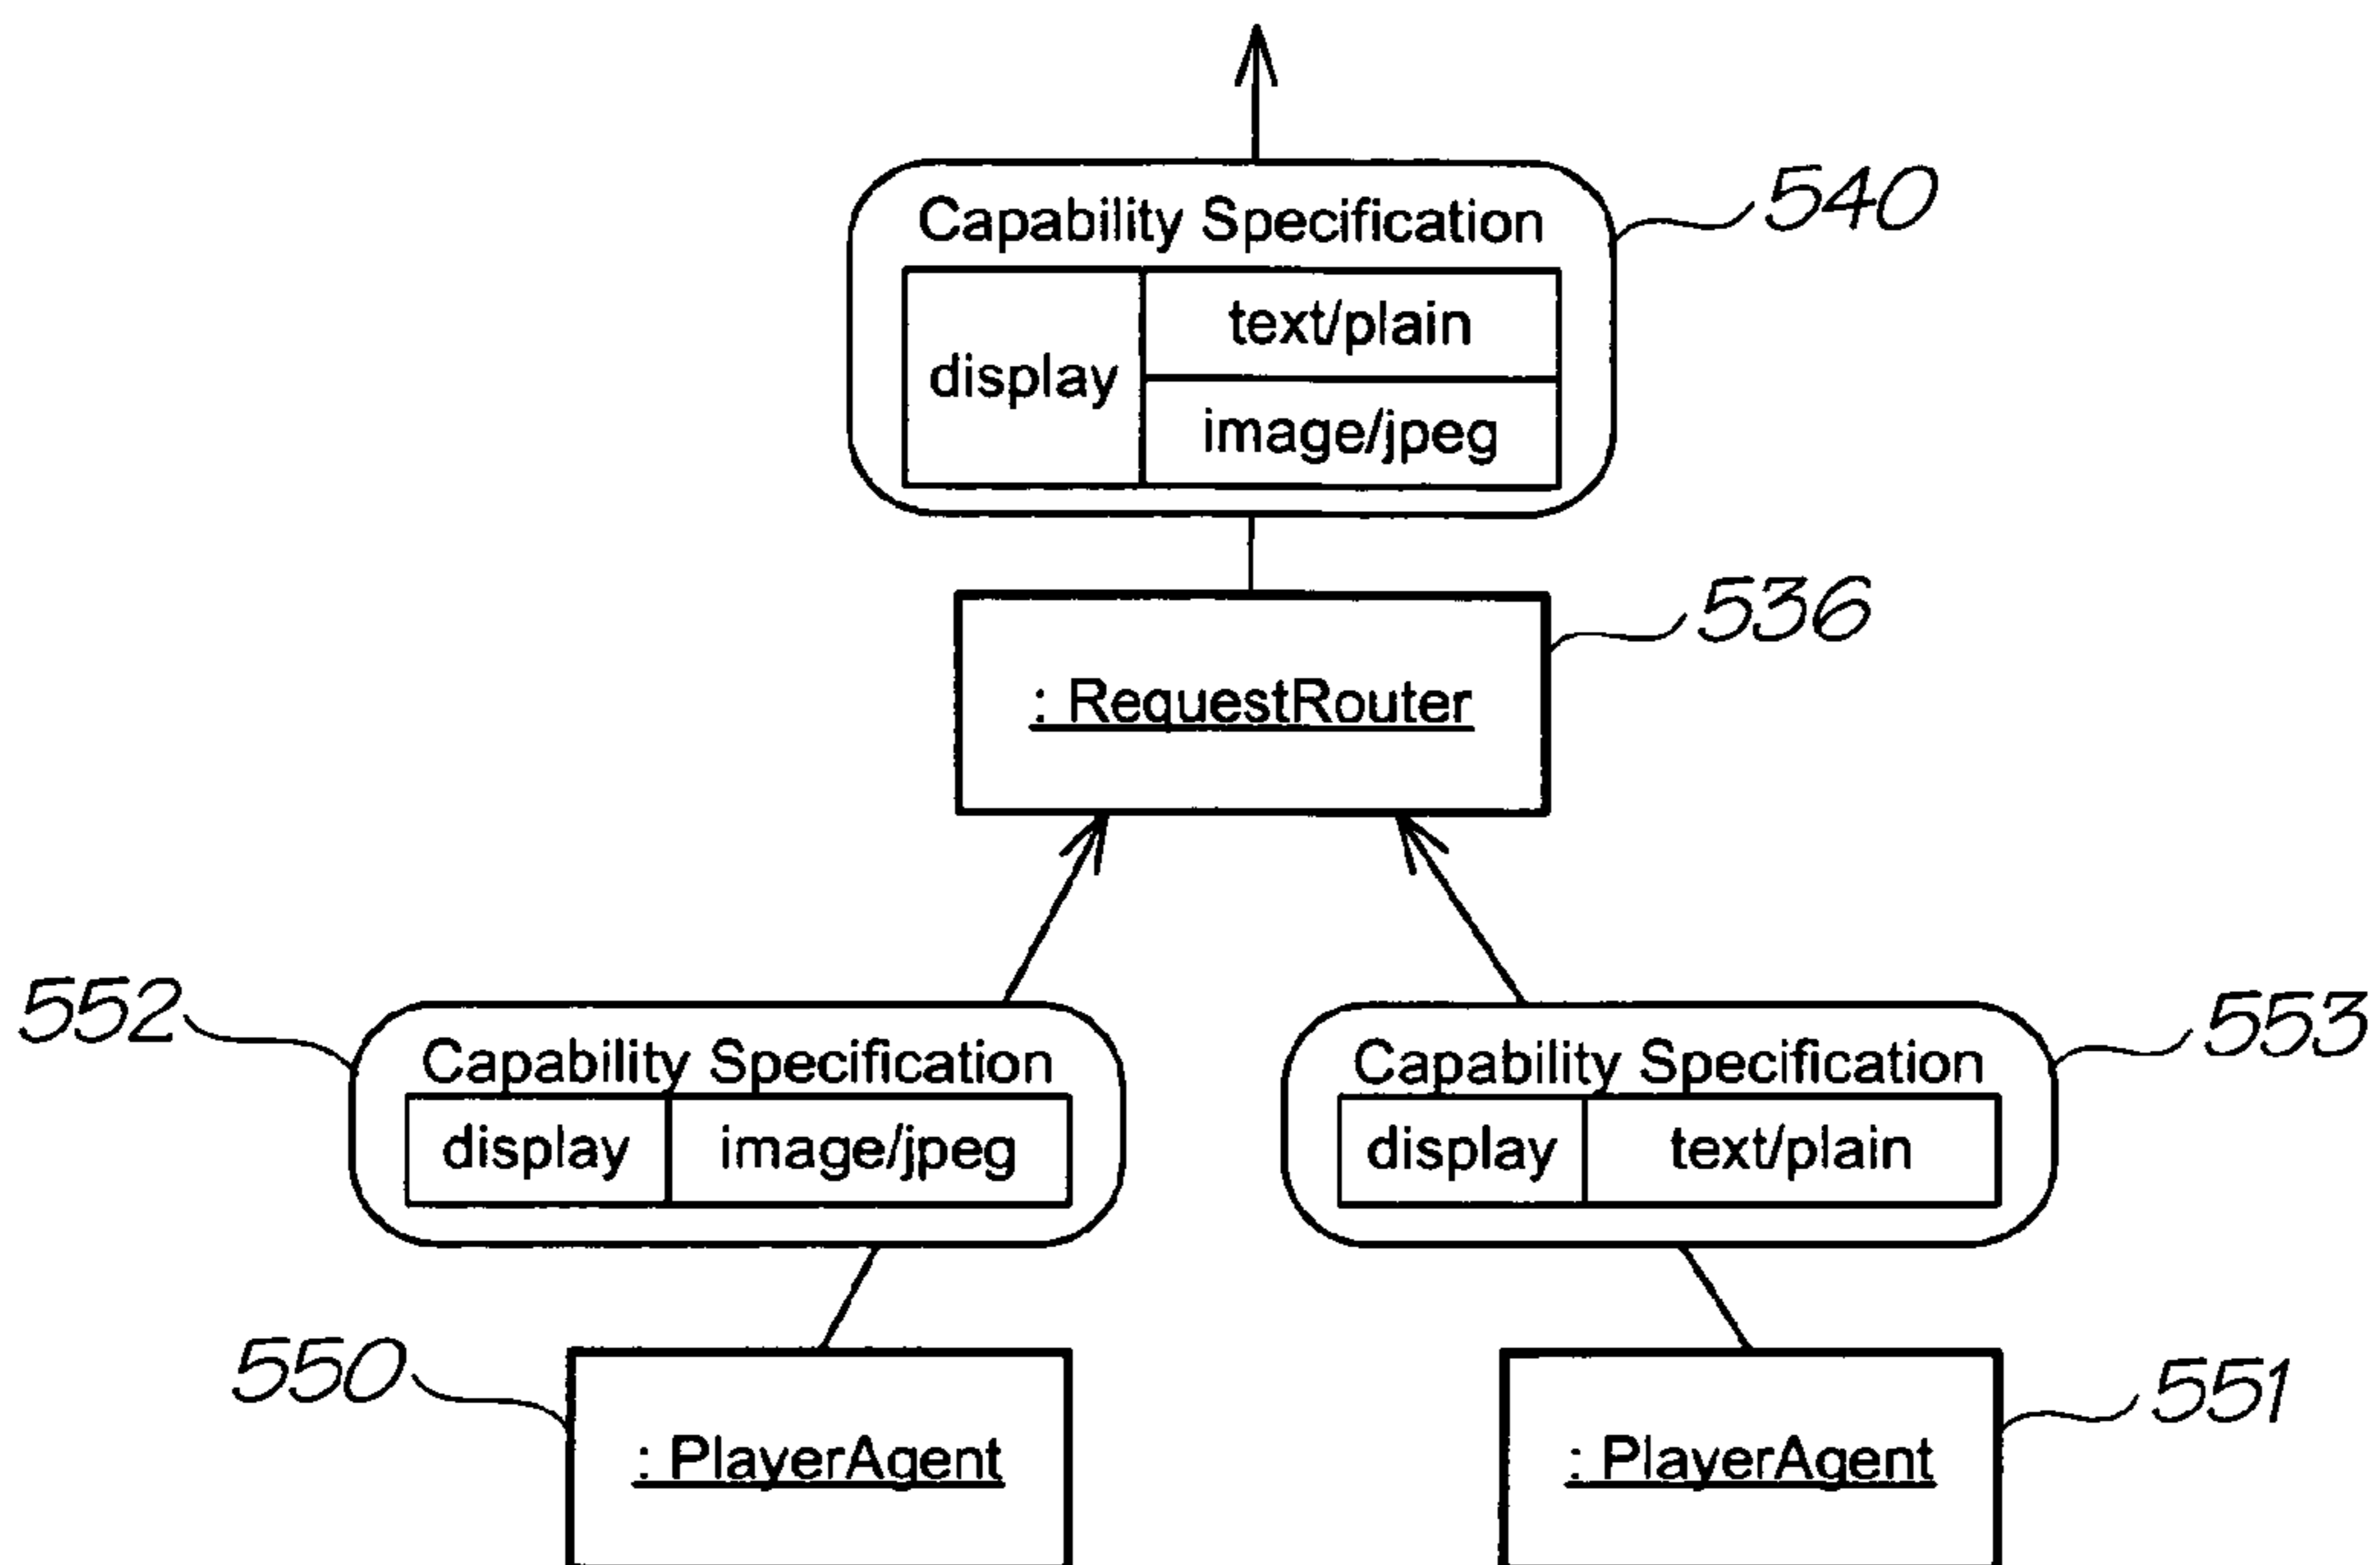 Capability Specification
540
display
text/plain
image/jpeg
536
: RequestRouter
552
Capability Specification
display
image/jpeg
553
Capability Specification
display
text/plain
550
: PlayerAgent
551
: PlayerAgent